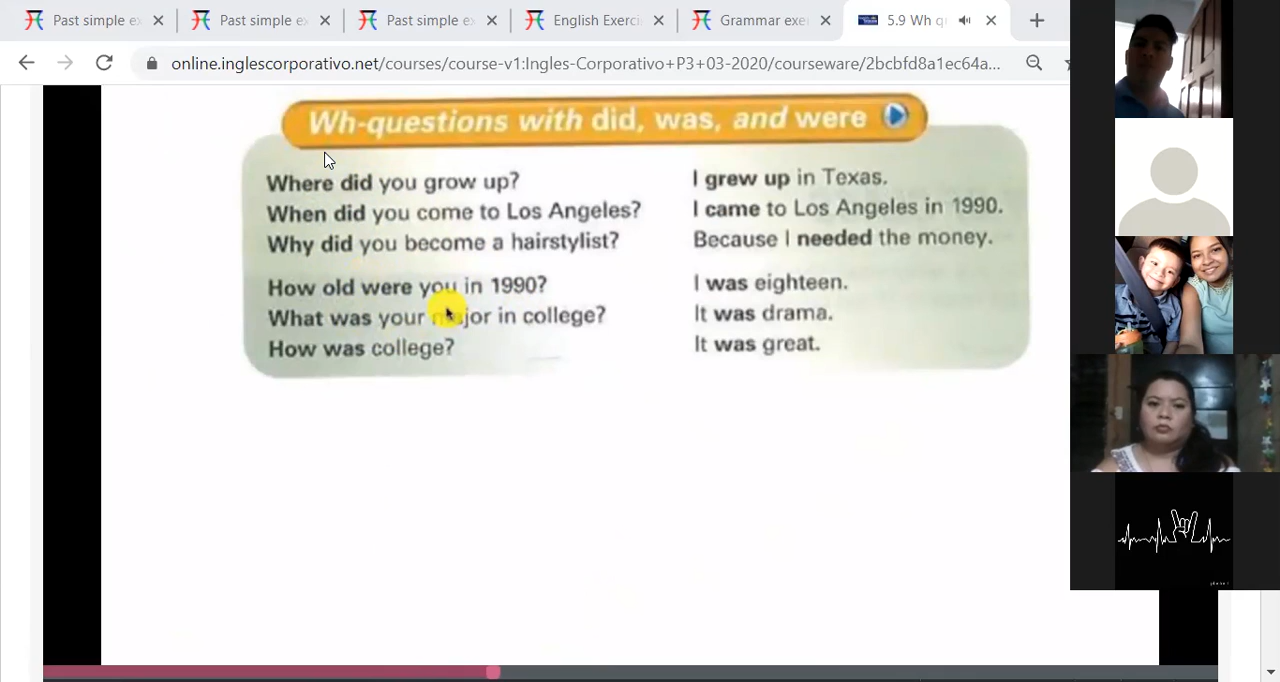 Past simple ex
Past simple ex
Past simple ex
English Exerci
Grammar exe
5.9 Wh q
online.inglescorporativo.net/courses/course-v1:Ingles-Corporativo+P3+03-2020/courseware/2bcbfd8a1ec64a...
Wh-questions with did, was, and were
Where did you grow up? I grew up in Texas.
When did you come to Los Angeles? I came to Los Angeles in 1990.
Why did you become a hairstylist? Because I needed the money.
How old were you in 1990? I was eighteen.
What was your major in college? It was drama.
How was college? It was great.